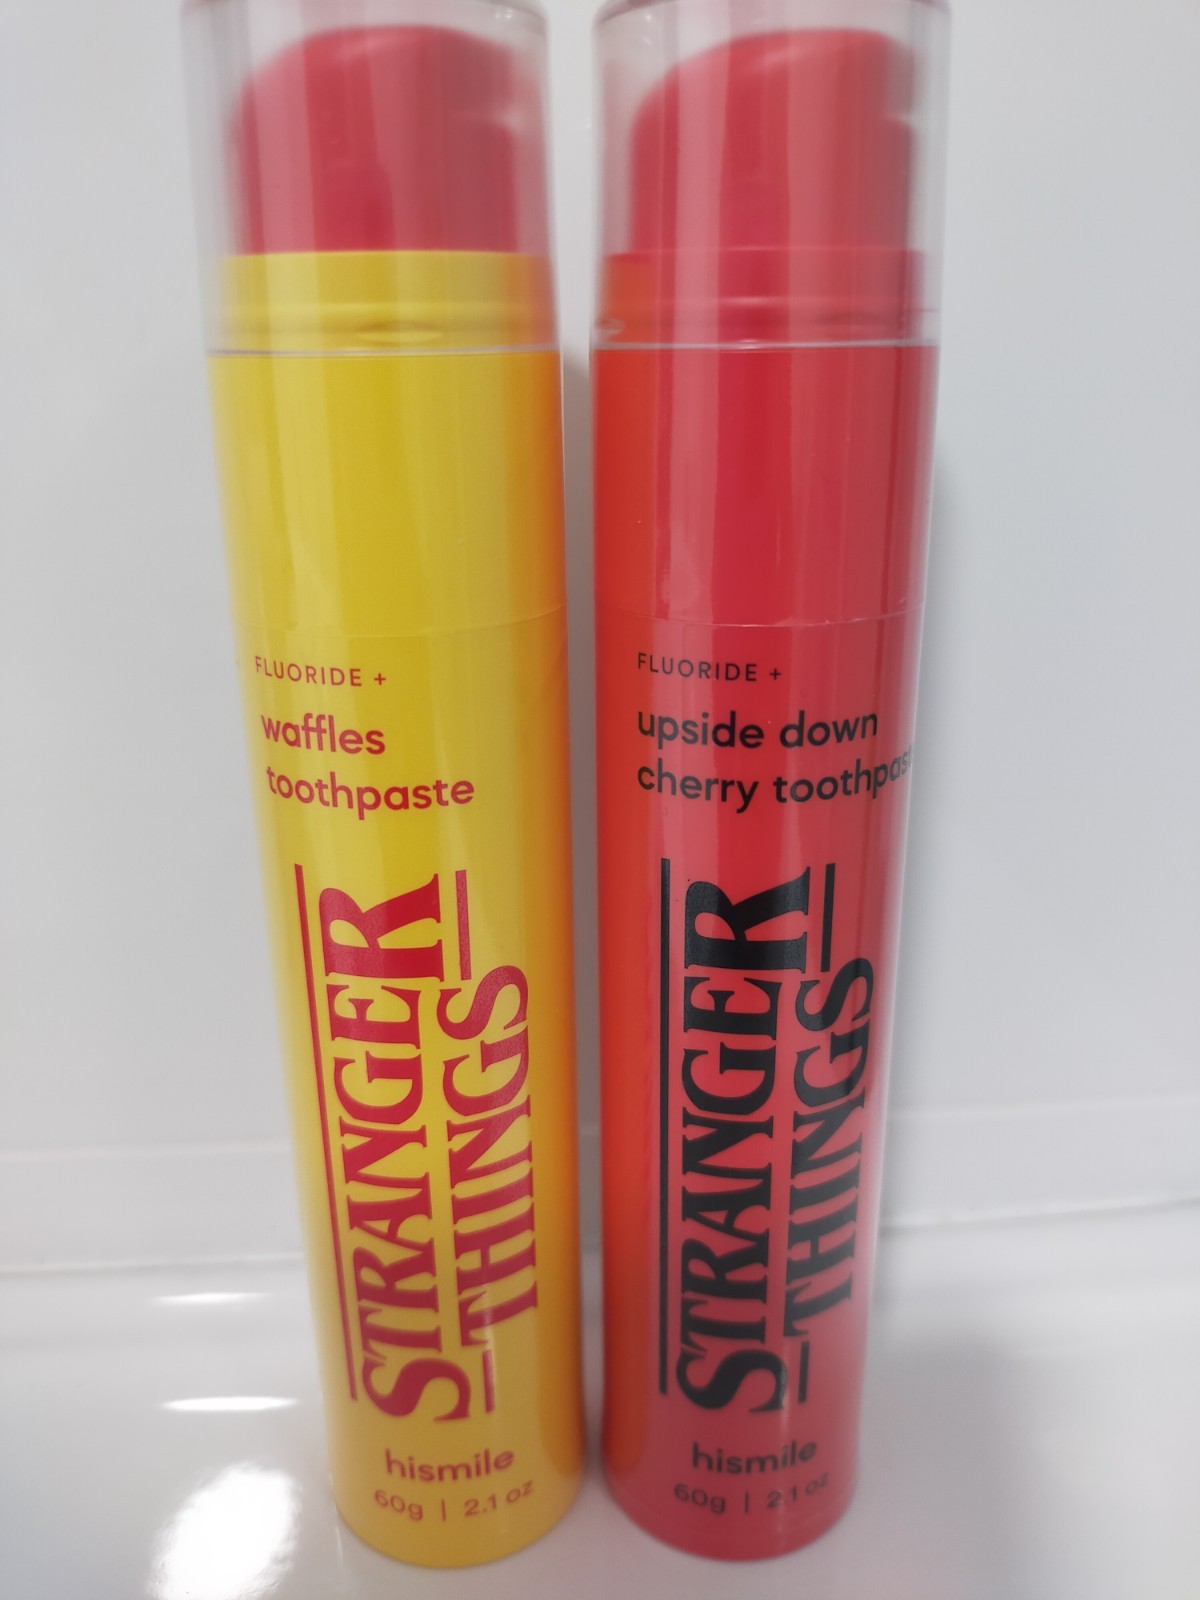 FLUORIDE +
waffles
toothpaste
STRANGER
THINGS
hismile
60g | 2.1 oz
FLUORIDE +
upside down
cherry toothpast
STRANGER
THINGS
hismile
60g | 2.1 oz